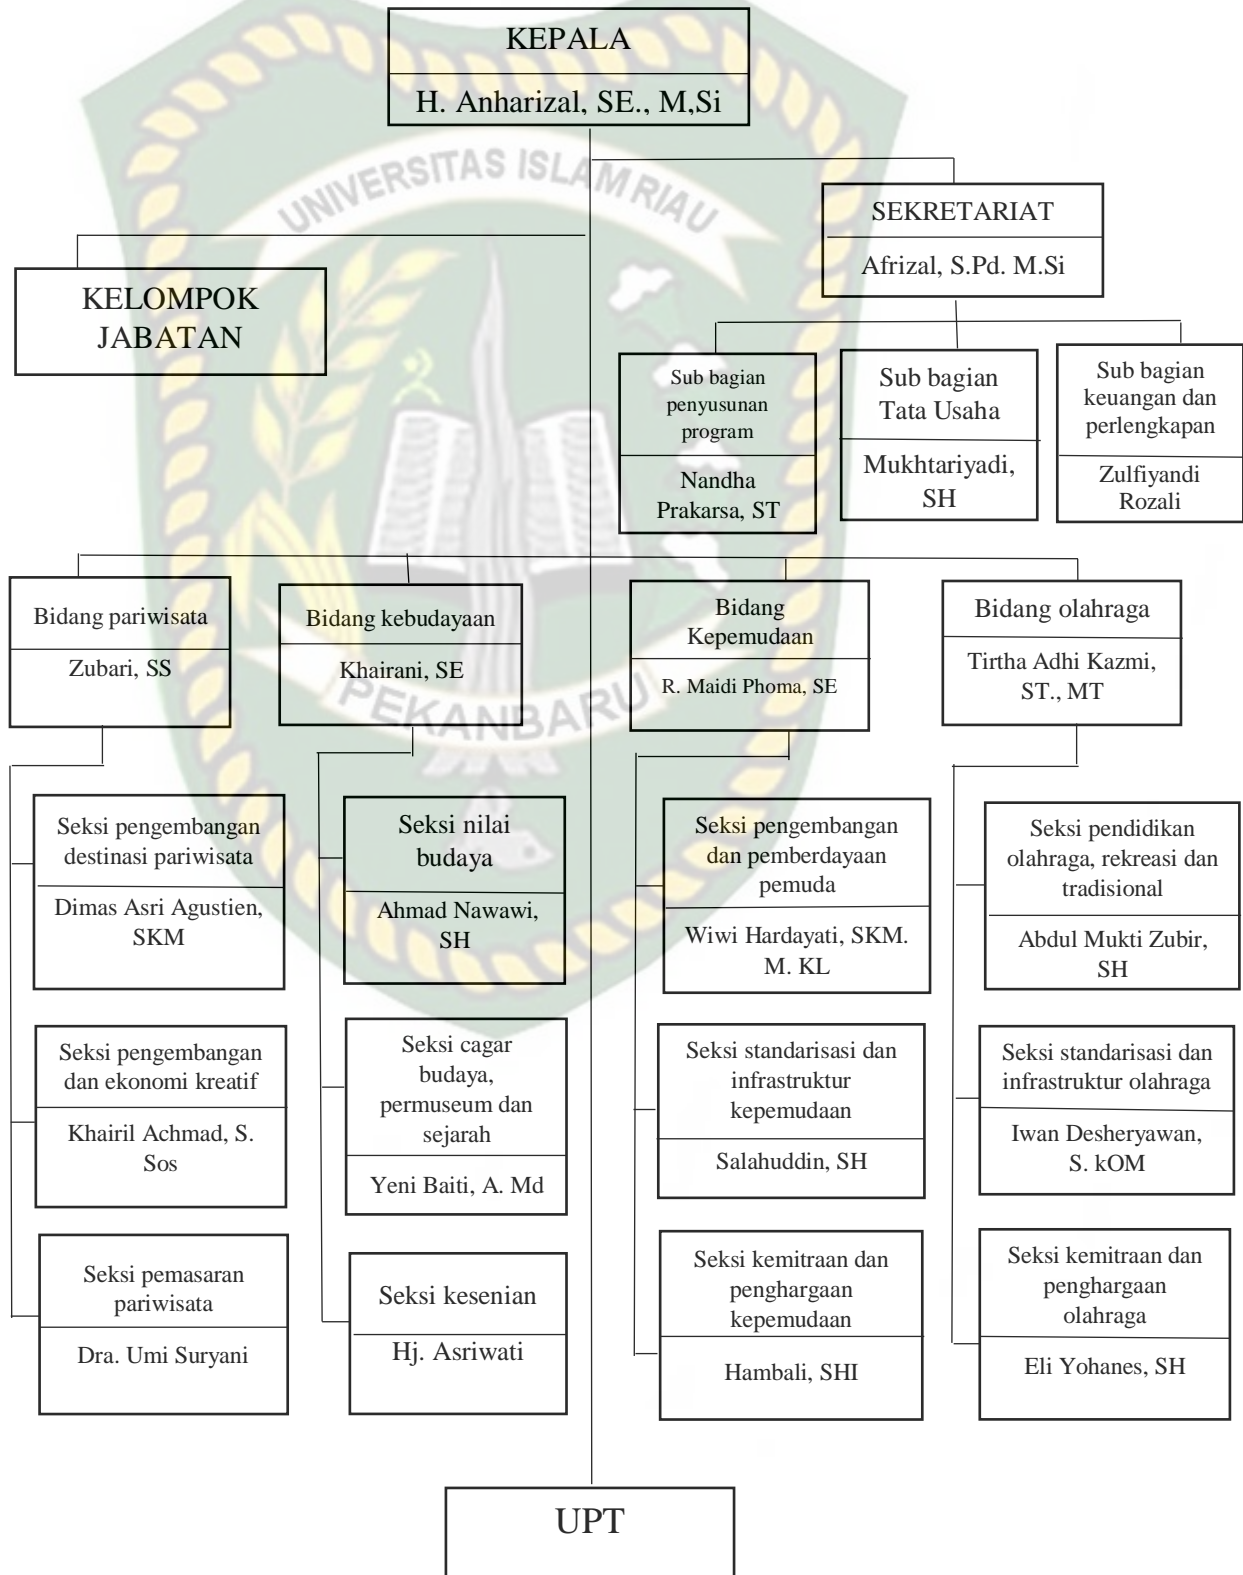 KEPALA
H. Anharizal, SE., M,Si
UNIVERSITAS ISLAM RIAU
SEKRETARIAT
Afrizal, S.Pd. M.Si
KELOMPOK
JABATAN
Sub bagian
penyusunan
program
Nandha
Prakarsa, ST
Sub bagian
Tata Usaha
Mukhtariyadi,
SH
Sub bagian
keuangan dan
perlengkapan
Zulfiyandi
Rozali
Bidang pariwisata
Zubari, SS
Bidang kebudayaan
Khairani, SE
Bidang
Kepemudaan
R. Maidi Phoma, SE
Bidang olahraga
Tirtha Adhi Kazmi,
ST., MT
PEKANBARU
Seksi pengembangan
destinasi pariwisata
Dimas Asri Agustien,
SKM
Seksi nilai
budaya
Ahmad Nawawi,
SH
Seksi pengembangan
dan pemberdayaan
pemuda
Wiwi Hardayati, SKM.
M. KL
Seksi pendidikan
olahraga, rekreasi dan
tradisional
Abdul Mukti Zubir,
SH
Seksi pengembangan
dan ekonomi kreatif
Khairil Achmad, S.
Sos
Seksi cagar
budaya,
permuseum dan
sejarah
Yeni Baiti, A. Md
Seksi standarisasi dan
infrastruktur
kepemudaan
Salahuddin, SH
Seksi standarisasi dan
infrastruktur olahraga
Iwan Desheryawan,
S. kOM
Seksi pemasaran
pariwisata
Dra. Umi Suryani
Seksi kesenian
Hj. Asriwati
Seksi kemitraan dan
penghargaan
kepemudaan
Hambali, SHI
Seksi kemitraan dan
penghargaan
olahraga
Eli Yohanes, SH
UPT